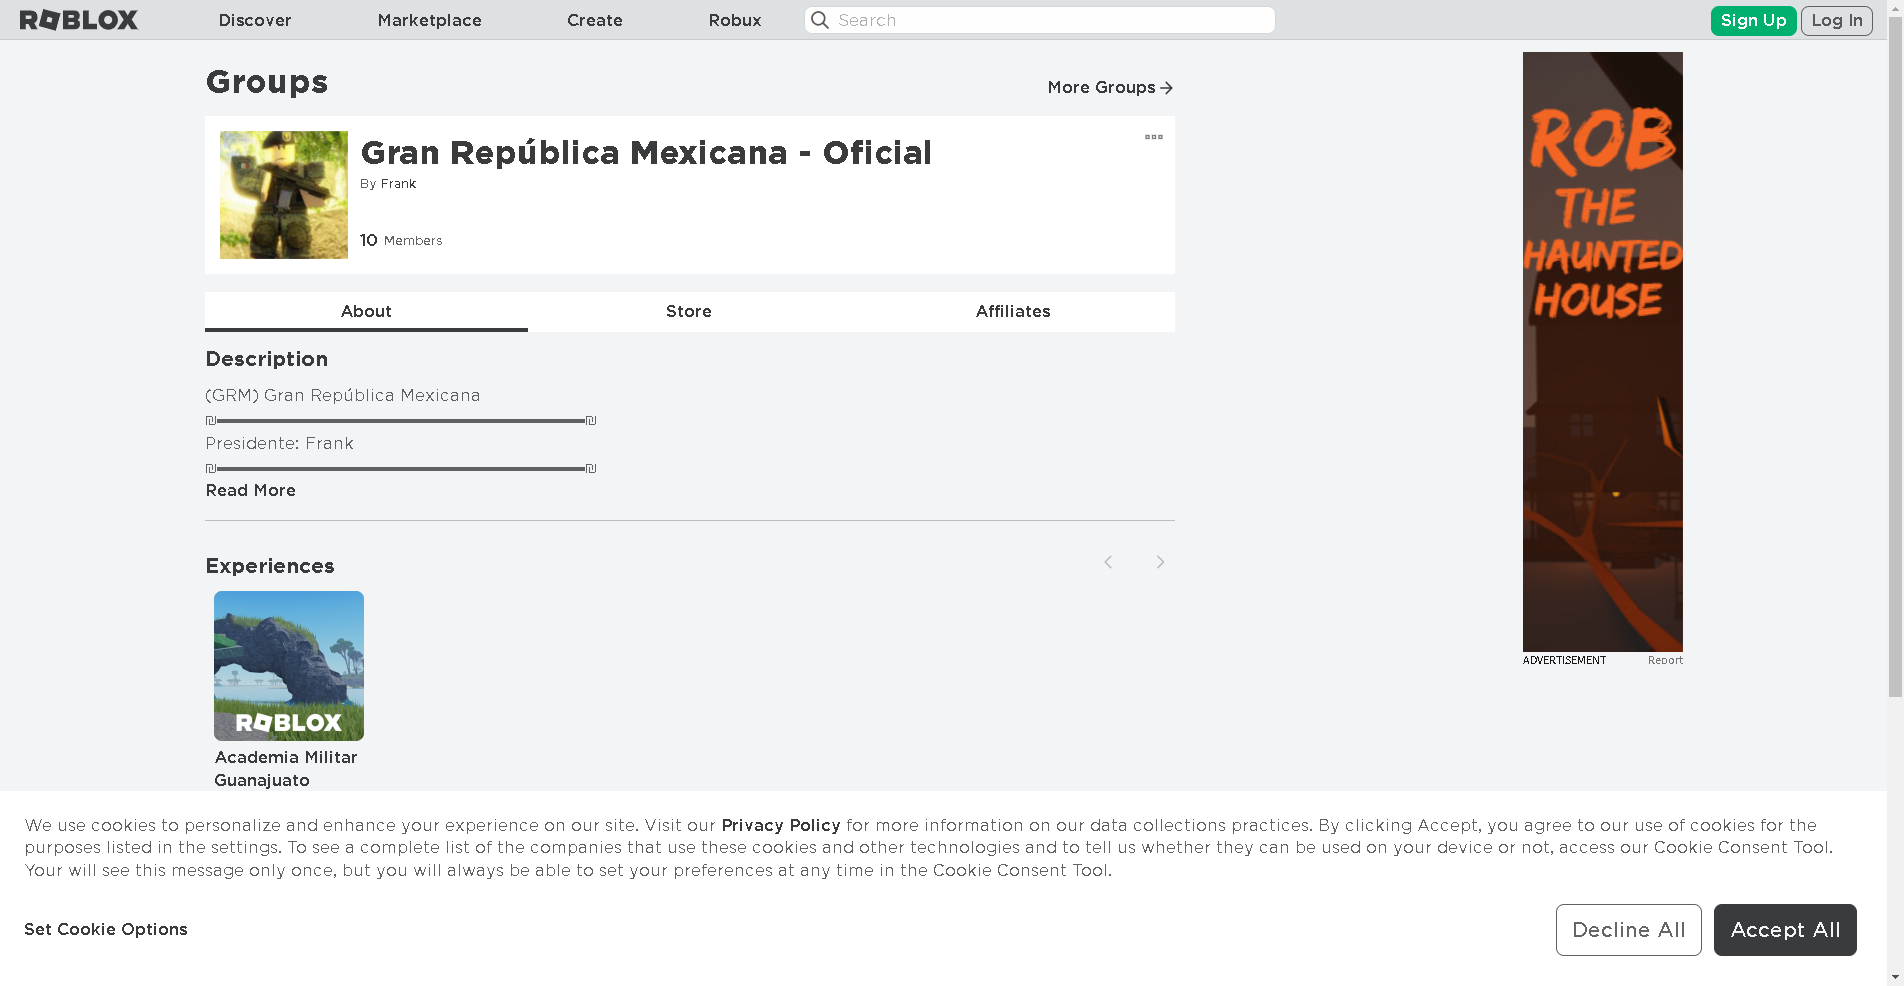 ROBLOX
Discover
Marketplace
Create
Robux
Search
Sign Up
Log In
Groups
More Groups
Gran República Mexicana - Oficial
By Frank
10 Members
About
Store
Affiliates
Description
(GRM) Gran República Mexicana
₪▬▬▬▬▬▬▬▬▬▬▬▬▬▬▬▬▬▬▬▬▬▬▬₪
Presidente: Frank
₪▬▬▬▬▬▬▬▬▬▬▬▬▬▬▬▬▬▬▬▬▬▬▬₪
Read More
Experiences
ROBLOX
Academia Militar
Guanajuato
ROB
THE
HAUNTED
HOUSE
ADVERTISEMENT
Report
We use cookies to personalize and enhance your experience on our site. Visit our Privacy Policy for more information on our data collections practices. By clicking Accept, you agree to our use of cookies for the
purposes listed in the settings. To see a complete list of the companies that use these cookies and other technologies and to tell us whether they can be used on your device or not, access our Cookie Consent Tool.
Your will see this message only once, but you will always be able to set your preferences at any time in the Cookie Consent Tool.
Set Cookie Options
Decline All
Accept All